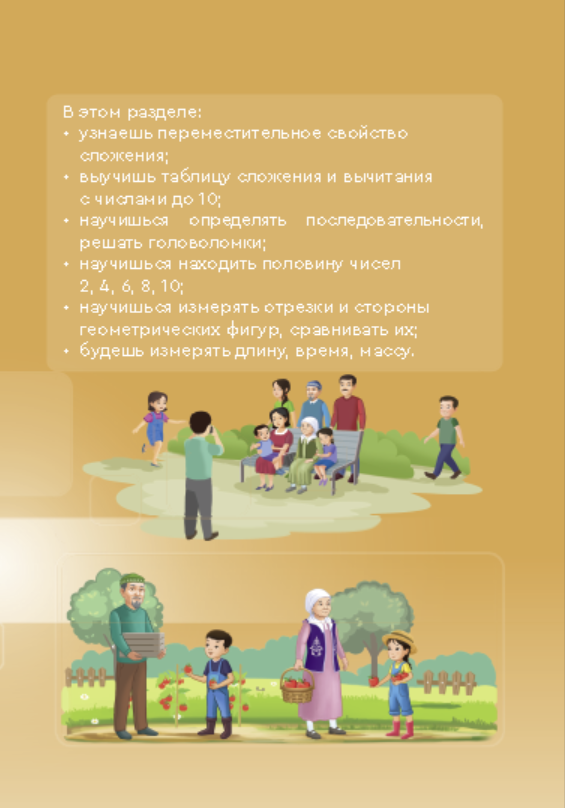 В этом разделе:
• узнаешь переместительное свойство
сложения;
• выучишь таблицу сложения и вычитания
с числами до 10;
• научишься определять последовательности,
решать головоломки;
• научишься находить половину чисел
2, 4, 6, 8, 10;
• научишься измерять отрезки и стороны
геометрических фигур, сравнивать их;
• будешь измерять длину, время, массу.